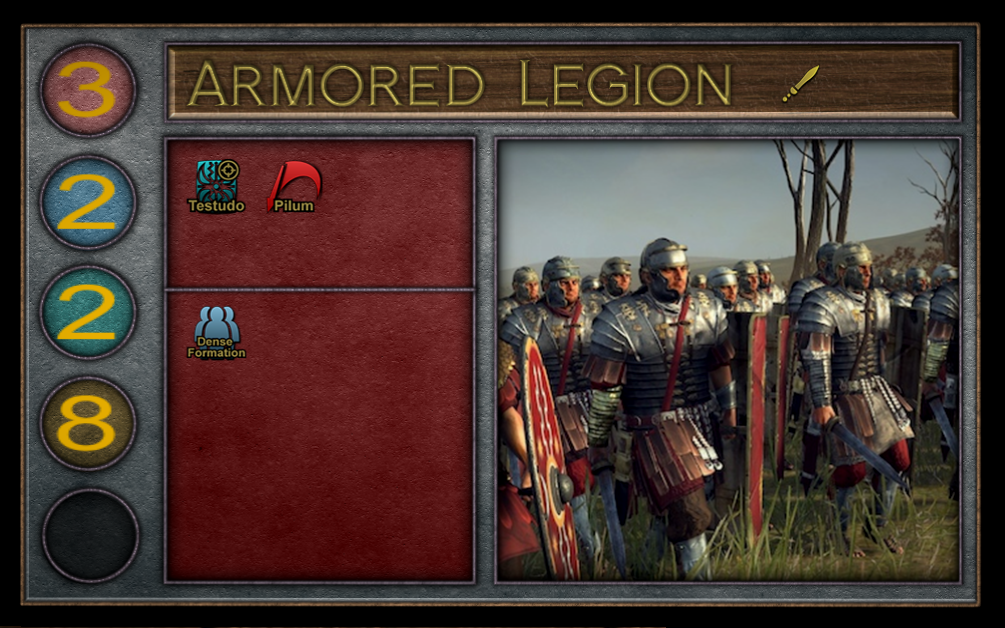 3
ARMORED LEGION
2
2
8
Testudo
Pilum
Dense
Formation